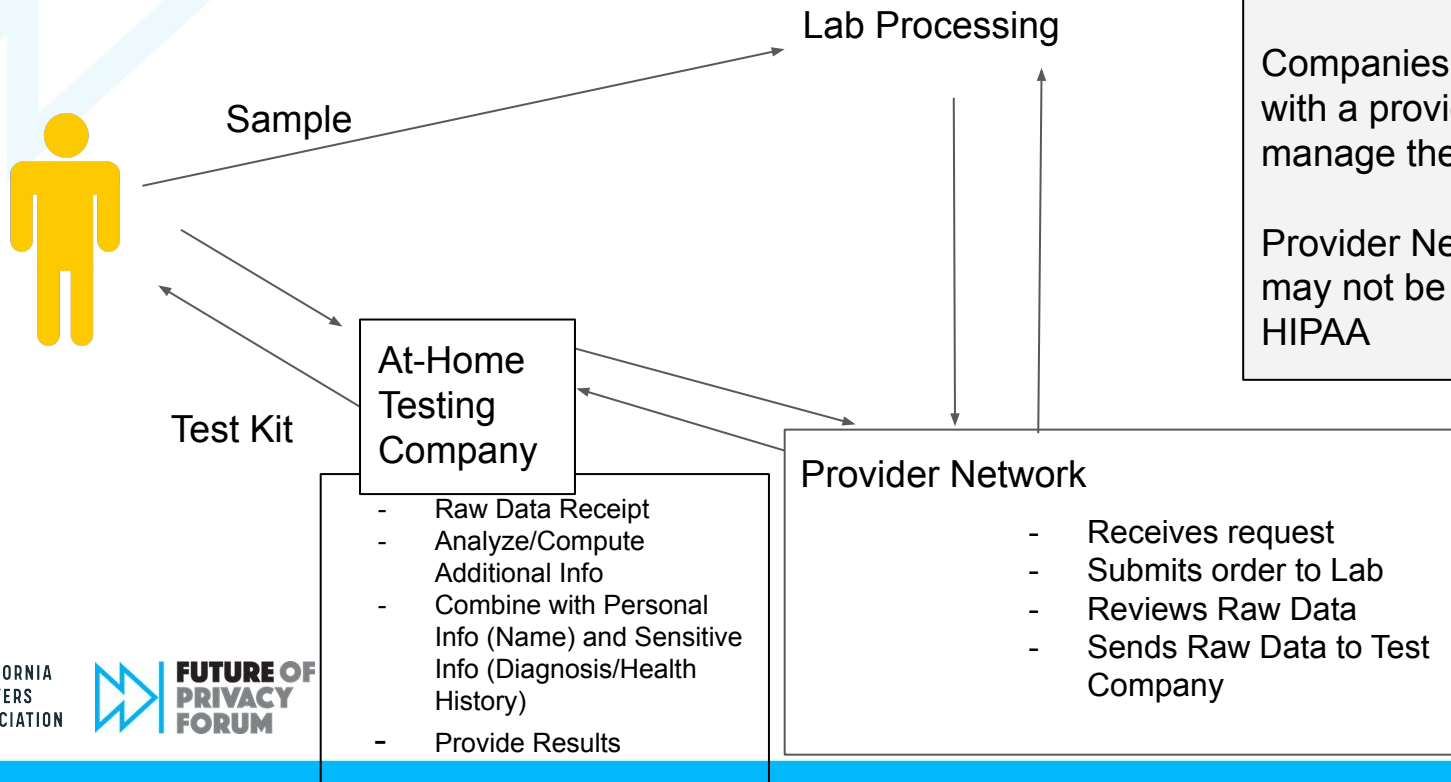 Lab Processing
Sample
Companies
with a provi
manage the
Provider Ne
may not be
HIPAA
At-Home
Testing
Company
Test Kit
- Raw Data Receipt
- Analyze/Compute
Additional Info
- Combine with Personal
Info (Name) and Sensitive
Info (Diagnosis/Health
History)
- Provide Results
Provider Network
- Receives request
- Submits order to Lab
- Reviews Raw Data
- Sends Raw Data to Test
Company
ORNIA
ERS
CIATION
FUTURE OF
PRIVACY
FORUM